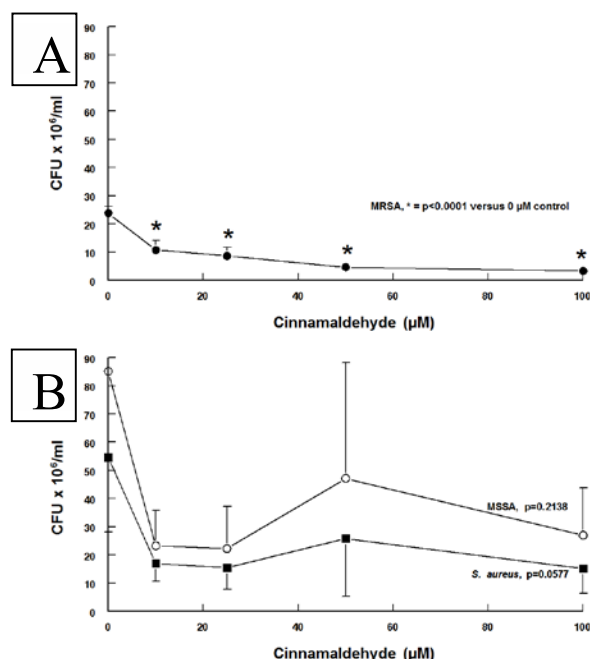 A
CFU x 10⁶/ml
90
80
70
60
50
40
30
20
10
0
MRSA, * = p<0.0001 versus 0 µM control
* * * *
0 20 40 60 80 100
Cinnamaldehyde (µM)
B
CFU x 10⁶/ml
90
80
70
60
50
40
30
20
10
0
MSSA, p=0.2138
S. aureus, p=0.0577
0 20 40 60 80 100
Cinnamaldehyde (µM)